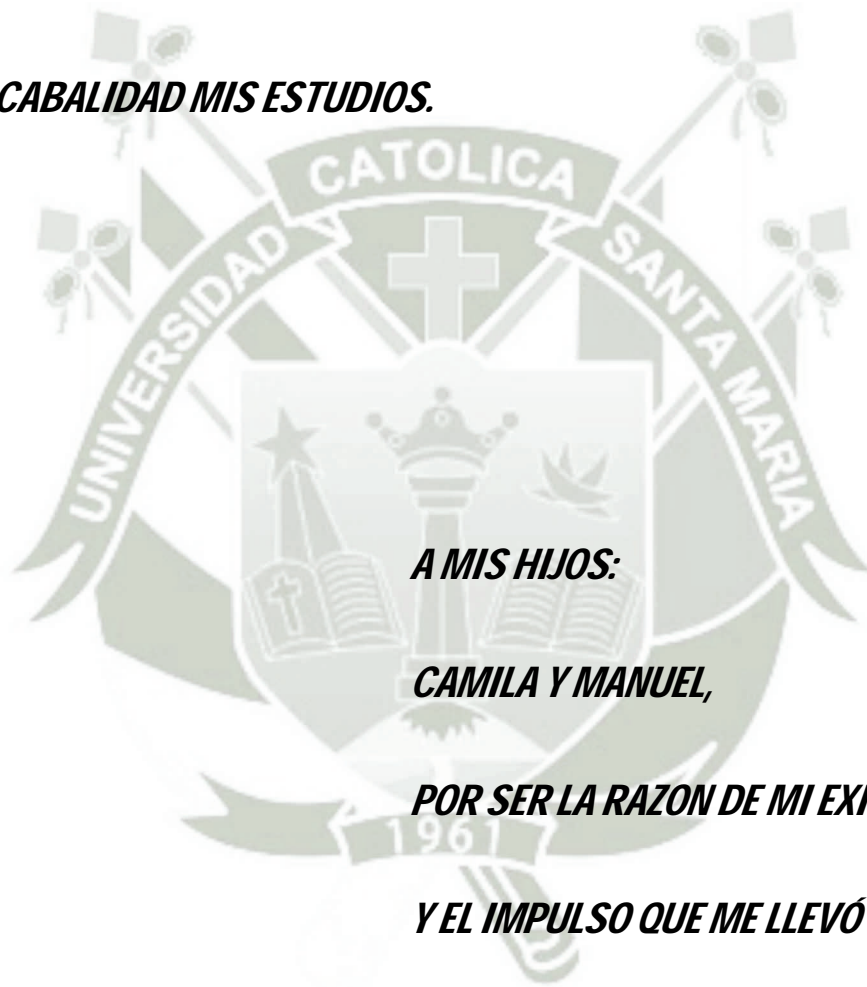 CABALIDAD MIS ESTUDIOS.
CATOLICA
UNIVERSIDAD
SANTA MARIA
A MIS HIJOS:
CAMILA Y MANUEL,
POR SER LA RAZON DE MI
1961
Y EL IMPULSO QUE ME LLEVÓ